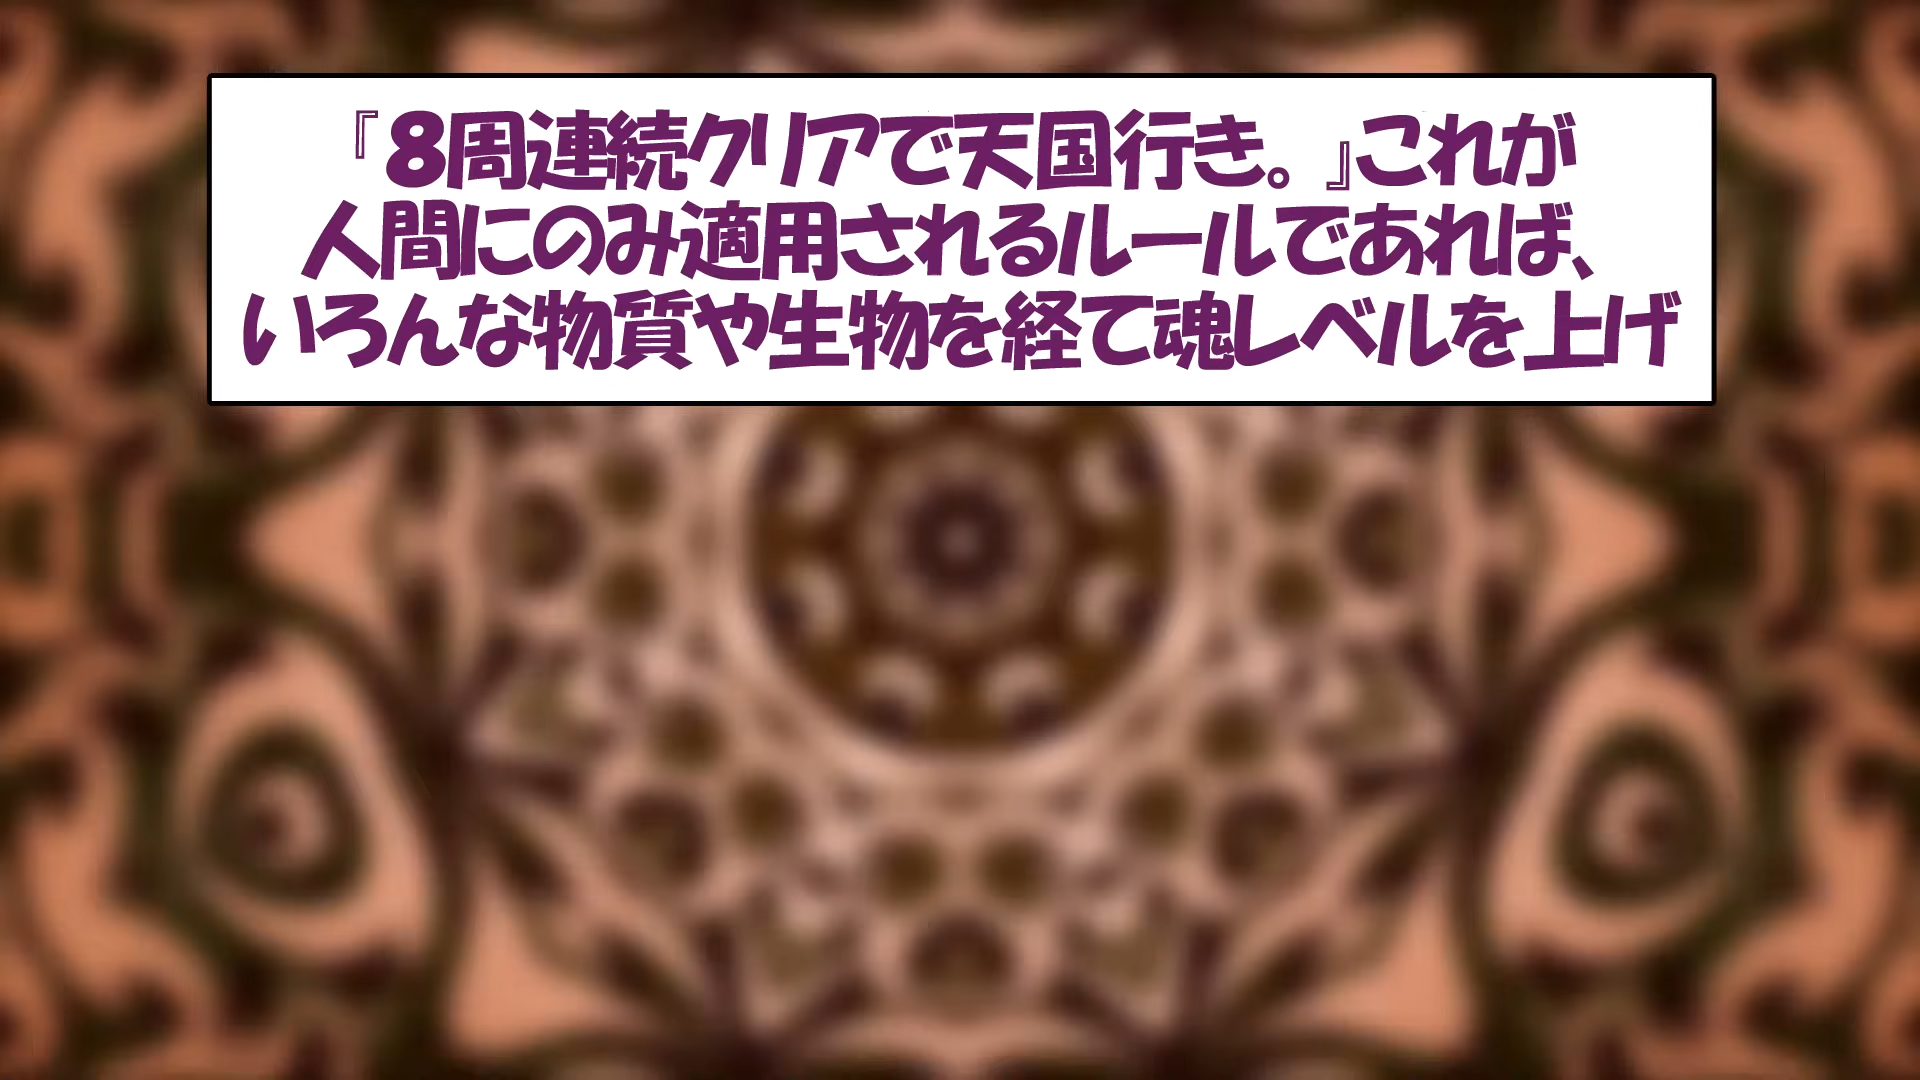 『8周連続クリアで天国行き。』これが
人間にのみ適用されるルールであれば、
いろんな物質や生物を経て魂レベルを上げ